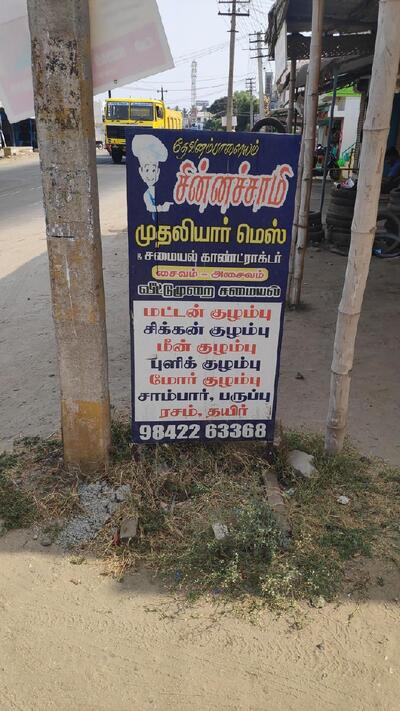 தேனிப்பாளையம்
சின்னச்சாமி
முதலியார் மெஸ்
& சமையல் காண்ட்ராக்டர்
சைவம் - அசைவம்
வீட்டுமுறை சமையல்
மட்டன் குழம்பு
சிக்கன் குழம்பு
மீன் குழம்பு
புளிக் குழம்பு
மோர் குழம்பு
சாம்பார், பருப்பு
ரசம், தயிர்
98422 63368